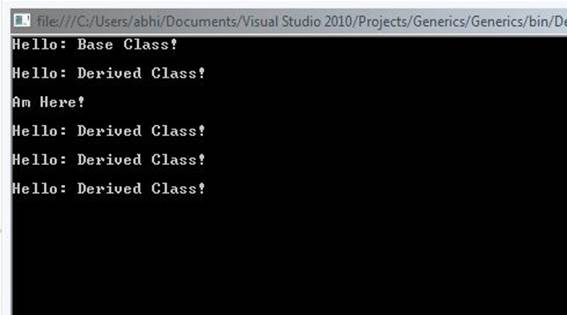 file:///C:/Users/abhi/Documents/Visual Studio 2010/Projects/Generics/Generics/bin/De
Hello: Base Class!
Hello: Derived Class!
Am Here!
Hello: Derived Class!
Hello: Derived Class!
Hello: Derived Class!